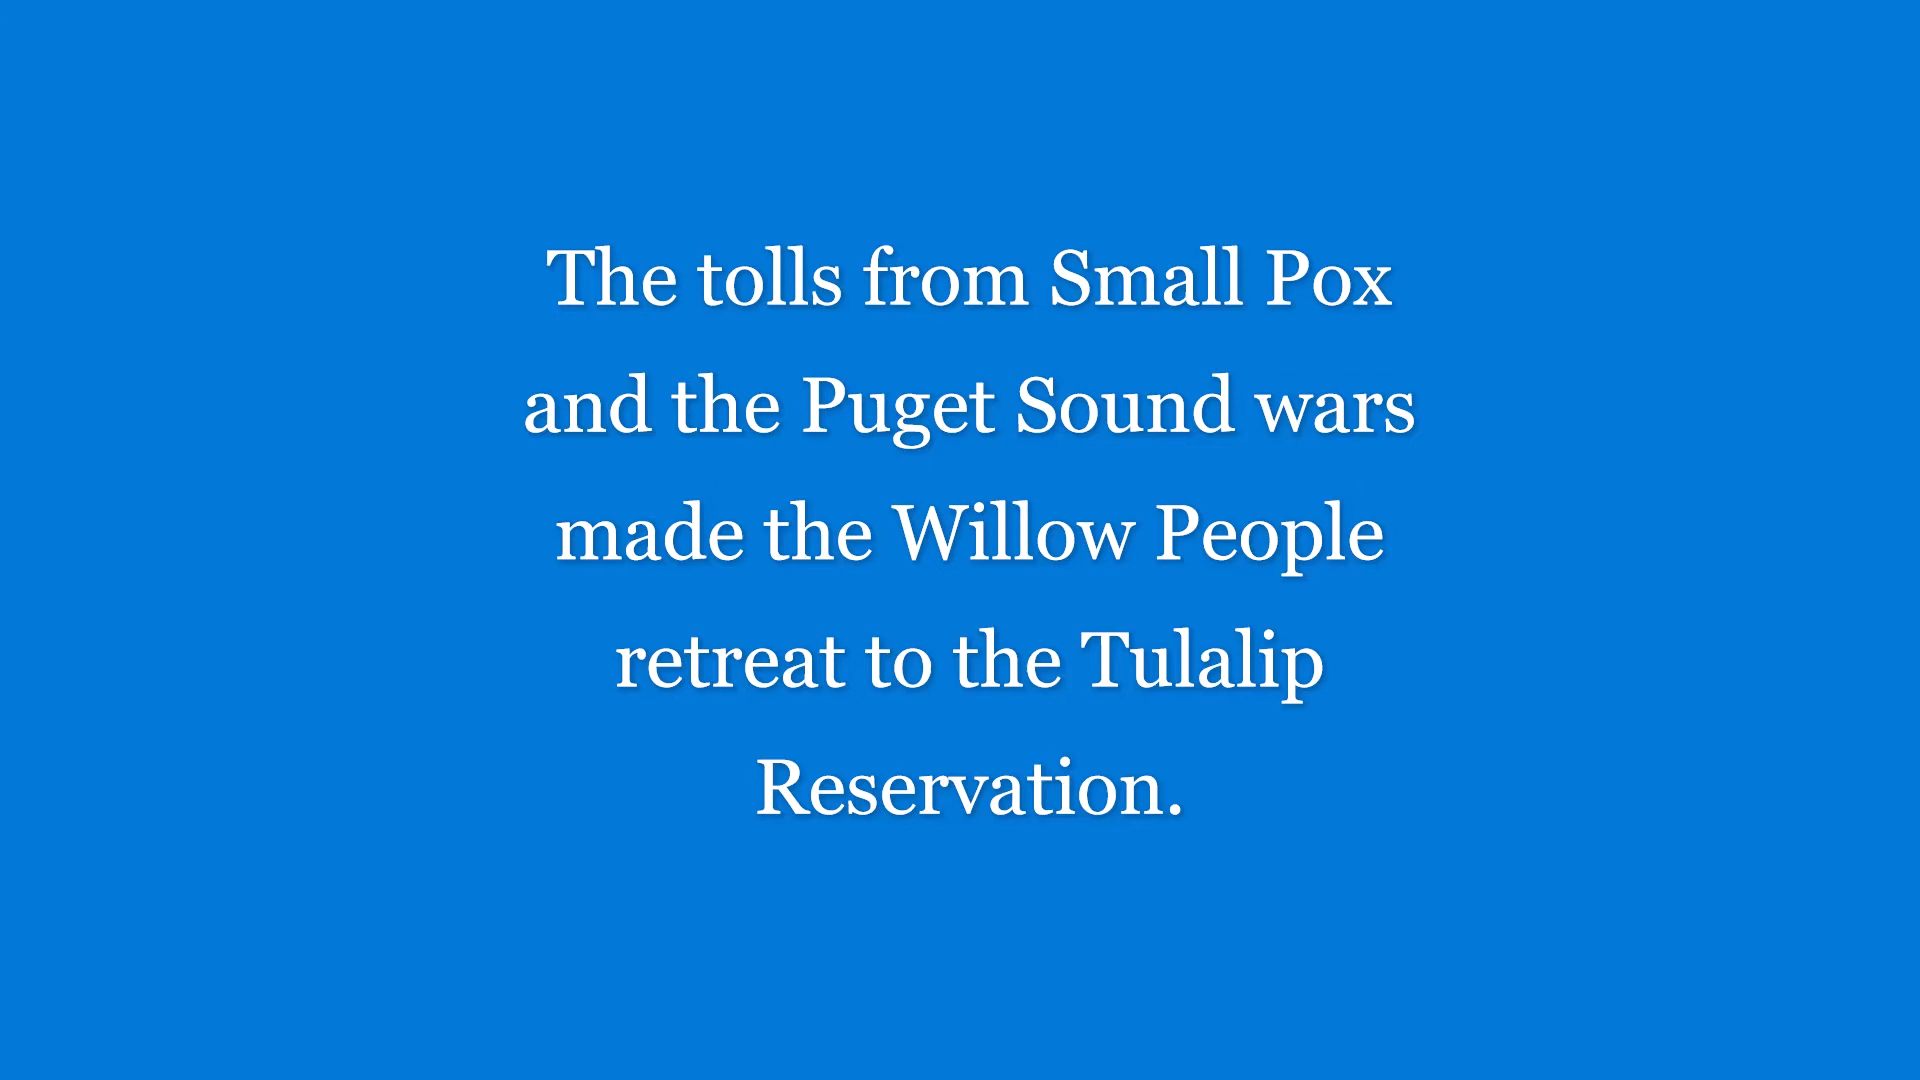 The tolls from Small Pox
and the Puget Sound wars
made the Willow People
retreat to the Tulalip
Reservation.